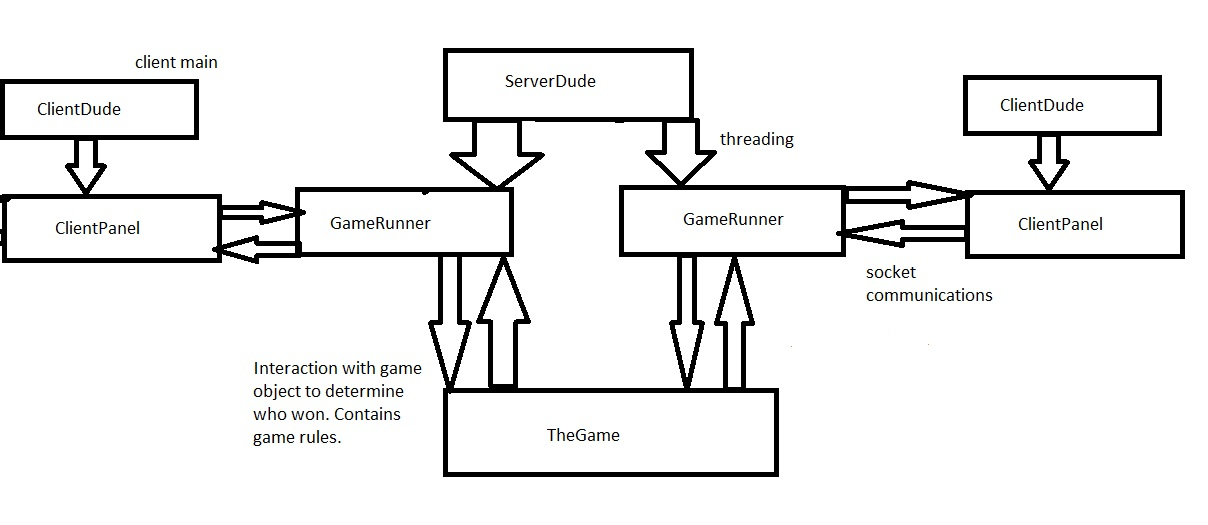 client main
ServerDude
ClientDude
ClientDude
threading
ClientPanel
GameRunner
GameRunner
ClientPanel
socket
communications
Interaction with game
object to determine
who won. Contains
game rules.
TheGame